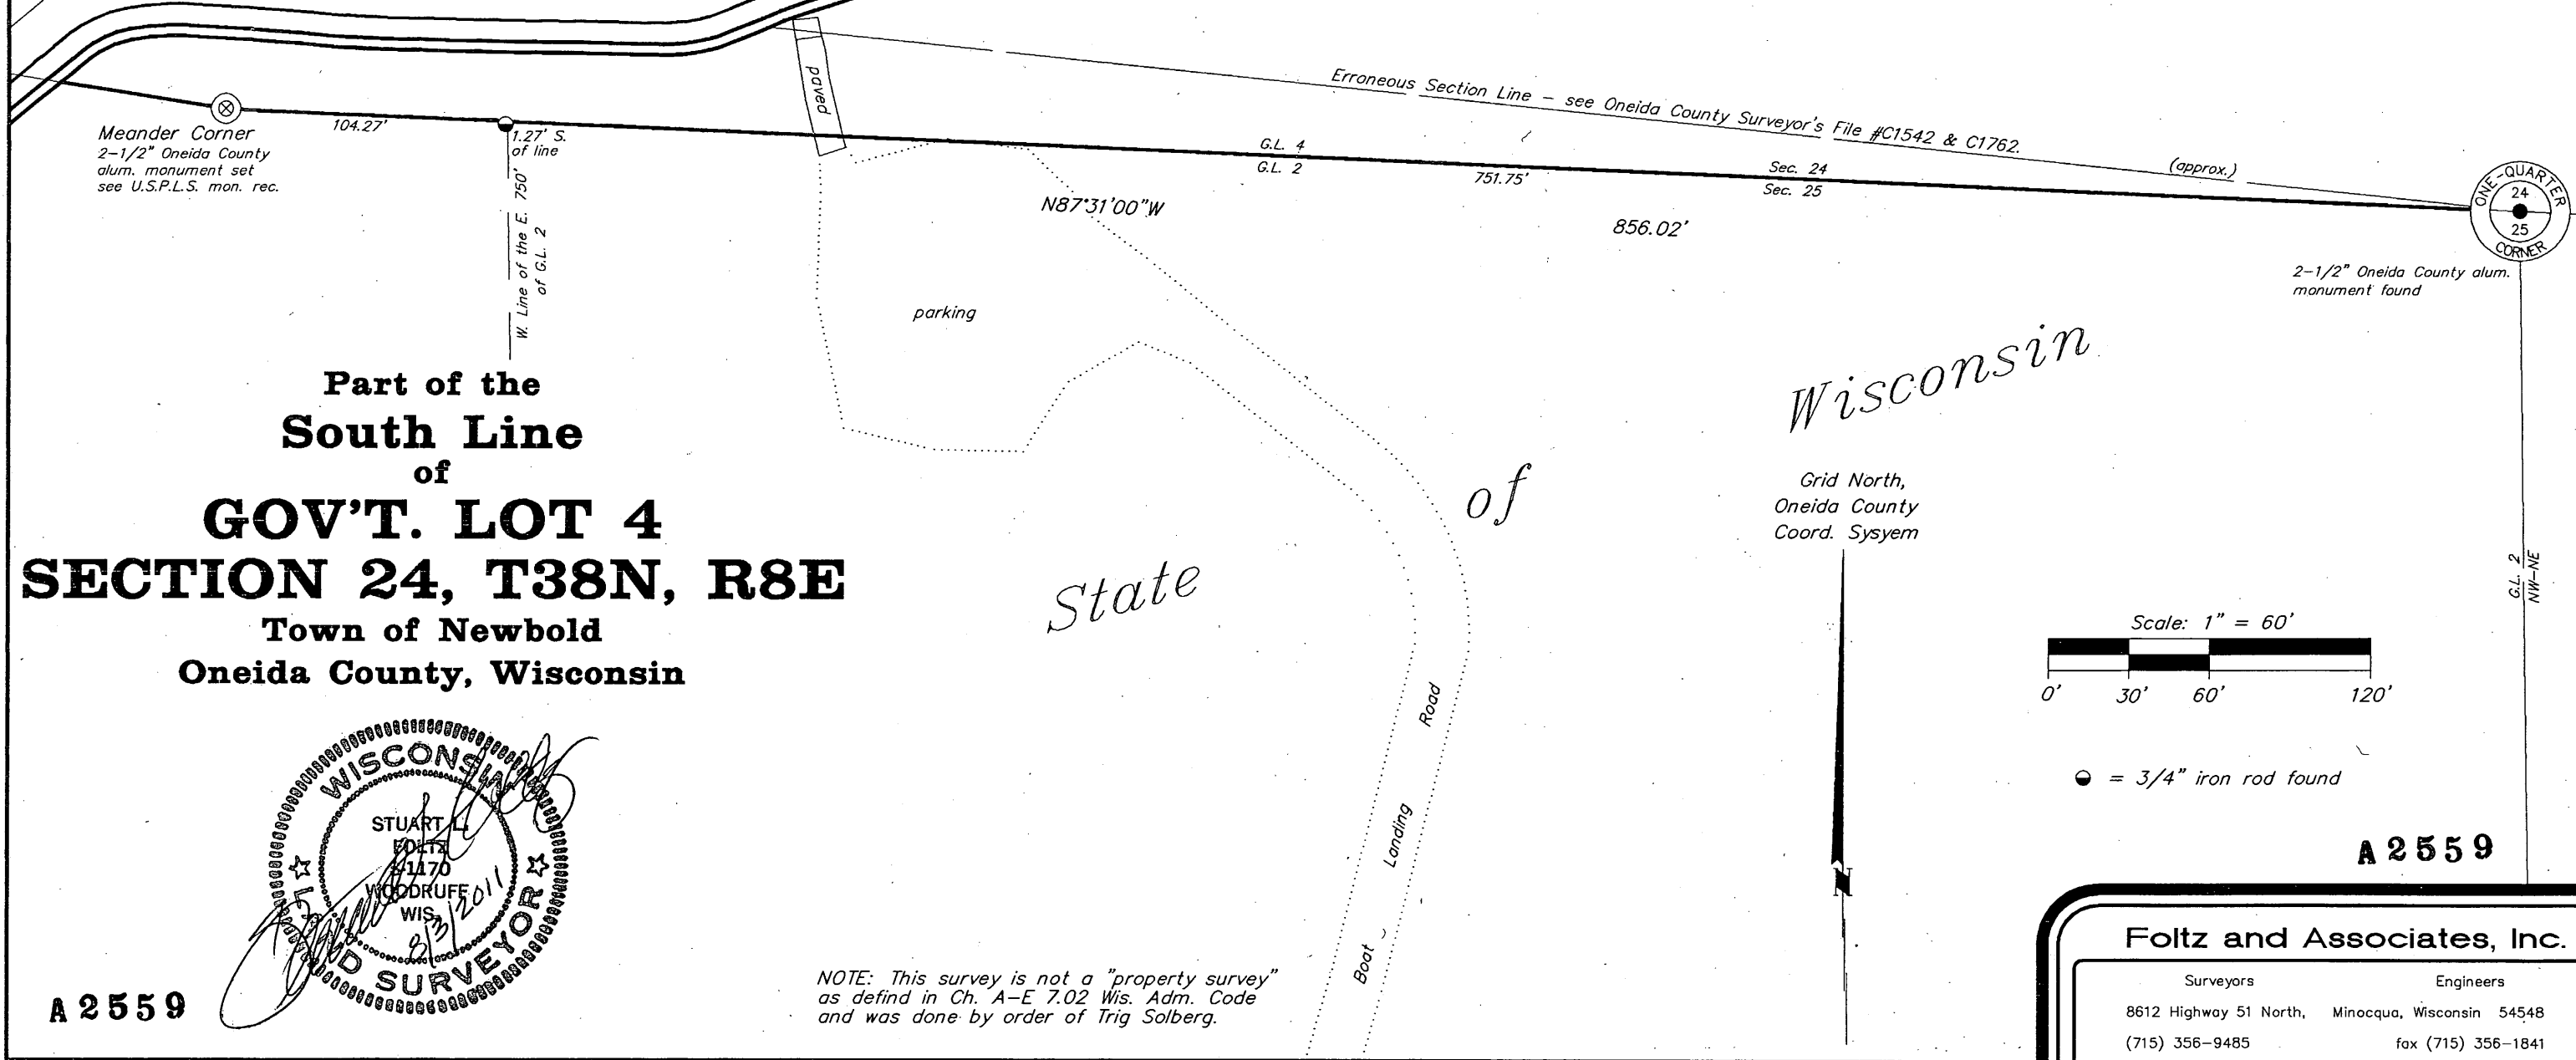 paved
Erroneous Section Line - see Oneida County Surveyor's File #C1542 & C1762.
(approx.)
Meander Corner
2-1/2" Oneida County
alum. monument set
see U.S.P.L.S. mon. rec.
104.27'
1.27' S.
of line
W. Line of the E. 750'
of G.L. 2
G.L. 4
G.L. 2
751.75'
Sec. 24
Sec. 25
N87°31'00"W
856.02'
ONE-QUARTER
24
25
CORNER
2-1/2" Oneida County alum.
monument found
parking
Part of the
South Line
of
GOV'T. LOT 4
SECTION 24, T38N, R8E
Town of Newbold
Oneida County, Wisconsin
State of Wisconsin
Grid North,
Oneida County
Coord. Sysyem
N
G.L. 2
NW-NE
Scale: 1" = 60'
0' 30' 60' 120'
= 3/4" iron rod found
Boat Landing Road
WISCONSIN
STUART L.
FOLTZ
S-1170
WOODRUFF
WIS.
8/3/2011
LAND SURVEYOR
A2559
A2559
NOTE: This survey is not a "property survey"
as defind in Ch. A-E 7.02 Wis. Adm. Code
and was done by order of Trig Solberg.
Foltz and Associates, Inc.
Surveyors Engineers
8612 Highway 51 North, Minocqua, Wisconsin 54548
(715) 356-9485 fax (715) 356-1841